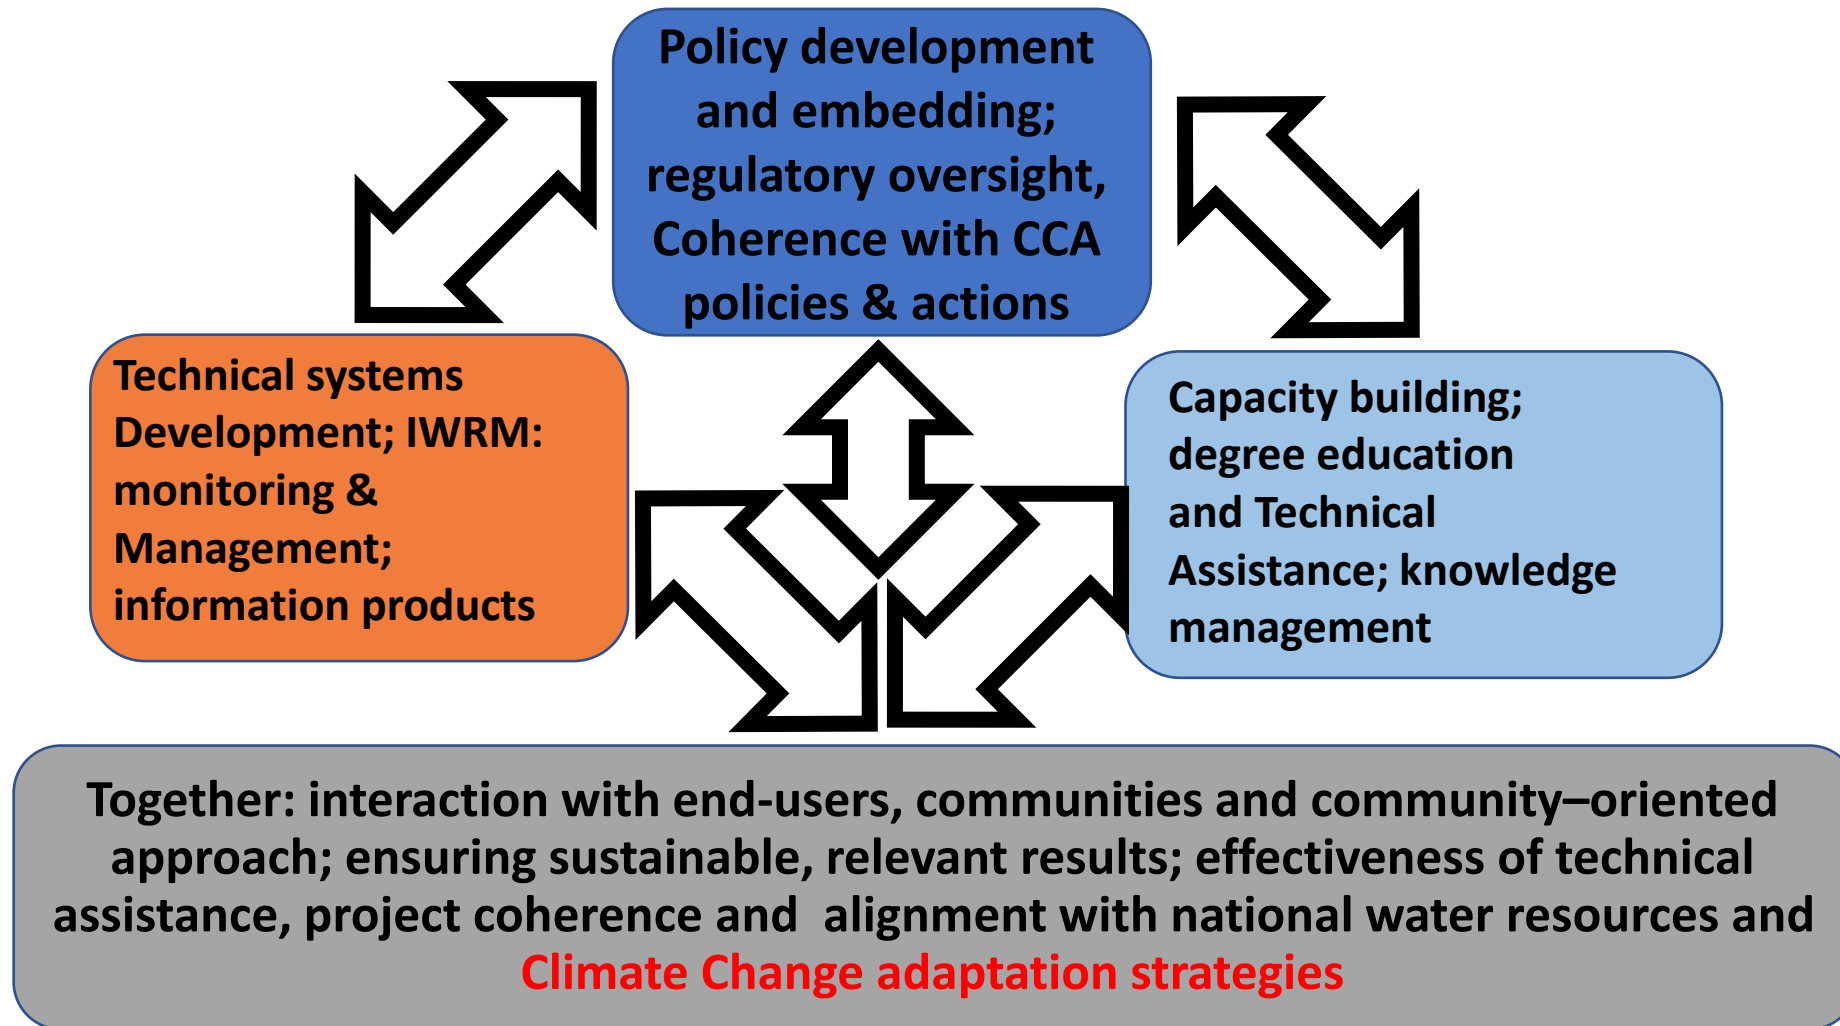 Policy development
and embedding;
regulatory oversight,
Coherence with CCA
policies & actions
Technical systems
Development; IWRM:
monitoring &
Management;
information products
Capacity building;
degree education
and Technical
Assistance; knowledge
management
Together: interaction with end-users, communities and community–oriented
approach; ensuring sustainable, relevant results; effectiveness of technical
assistance, project coherence and  alignment with national water resources and
Climate Change adaptation strategies